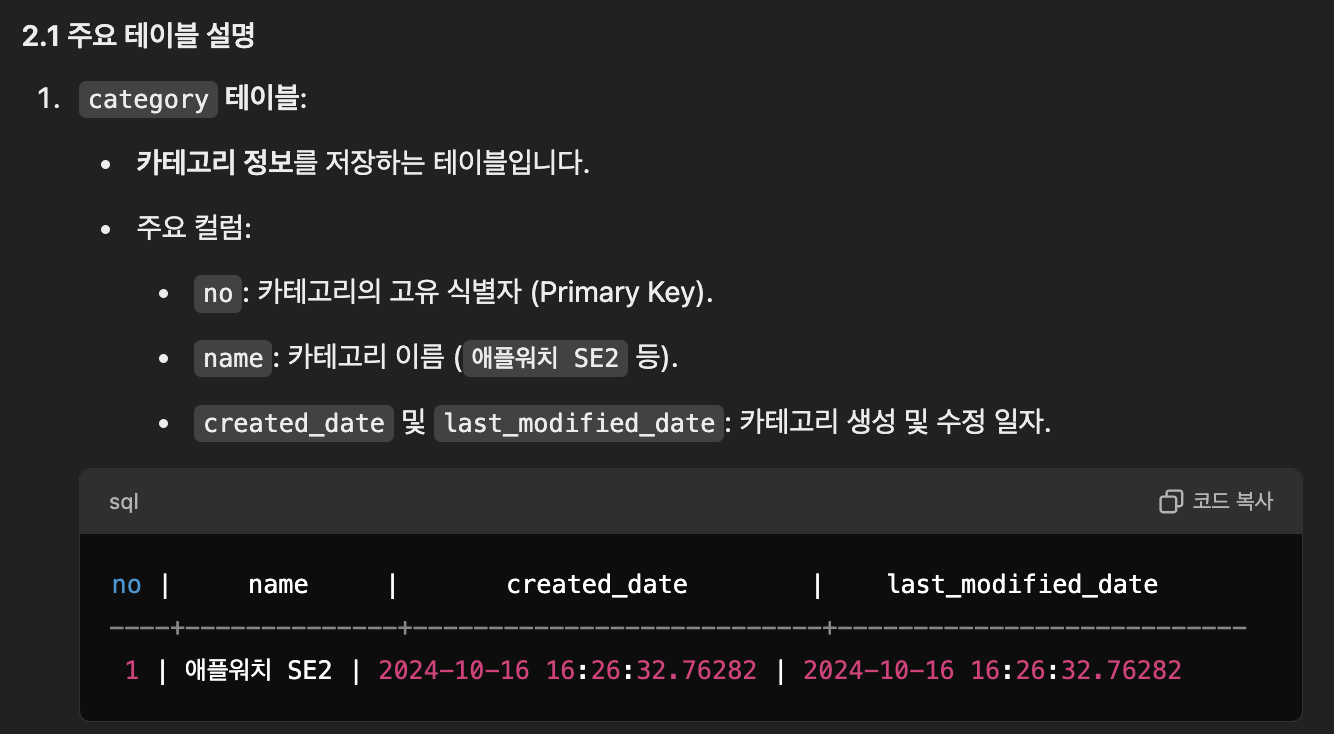 2.1 주요 테이블 설명
1. category 테이블:
• 카테고리 정보를 저장하는 테이블입니다.
• 주요 컬럼:
• no: 카테고리의 고유 식별자 (Primary Key).
• name: 카테고리 이름 (애플워치 SE2 등).
• created_date 및 last_modified_date: 카테고리 생성 및 수정 일자.
sql 코드 복사
no | name | created_date | last_modified_date
----+--------------+---------------------------+---------------------------
1 | 애플워치 SE2 | 2024-10-16 16:26:32.76282 | 2024-10-16 16:26:32.76282